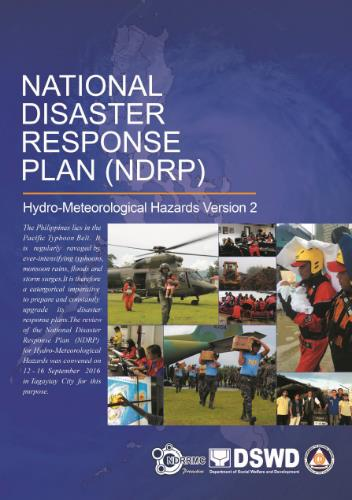 NATIONAL
DISASTER
RESPONSE
PLAN (NDRP)
Hydro-Meteorological Hazards Version 2
The Philippines lies in the
Pacific Typhoon Belt. It
is regularly ravaged by
ever-intensifying typhoons,
monsoon rains, floods and
storm surges. It is therefore
a catergorical imperative
to prepare and constantly
upgrade its disaster
response plans. The review
of the National Disaster
Response Plan (NDRP)
for Hydro-Meteorological
Hazards was convened on
12 - 16 September 2016
in Tagaytay City for this
purpose.
NDRRMC
DSWD
Department of Social Welfare and Development